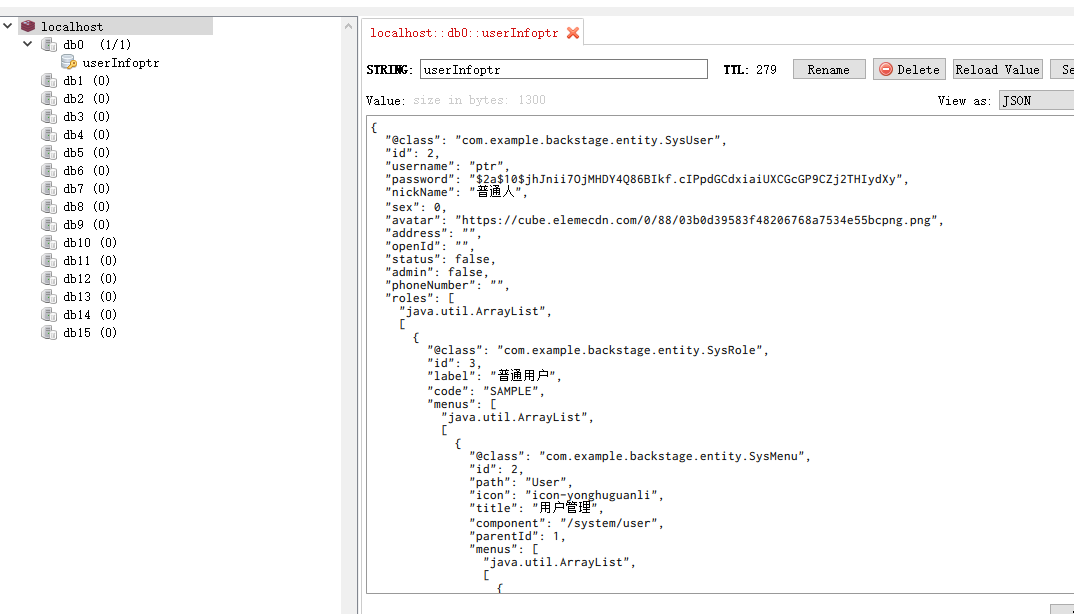 localhost
db0 (1/1)
userInfoptr
db1 (0)
db2 (0)
db3 (0)
db4 (0)
db5 (0)
db6 (0)
db7 (0)
db8 (0)
db9 (0)
db10 (0)
db11 (0)
db12 (0)
db13 (0)
db14 (0)
db15 (0)
localhost::db0::userInfoptr
STRING: userInfoptr TTL: 279 Rename Delete Reload Value Se
Value: size in bytes: 1300 View as: JSON
{
"@class": "com.example.backstage.entity.SysUser",
"id": 2,
"username": "ptr",
"password": "$2a$10$jhJnii7OjMHDY4Q86BIkf.cIPpdGCdxiaiUXCGcGP9CZj2THIydXy",
"nickName": "普通人",
"sex": 0,
"avatar": "https://cube.elemecdn.com/0/88/03b0d39583f48206768a7534e55bcpng.png",
"address": "",
"openId": "",
"status": false,
"admin": false,
"phoneNumber": "",
"roles": [
"java.util.ArrayList",
[
{
"@class": "com.example.backstage.entity.SysRole",
"id": 3,
"label": "普通用户",
"code": "SAMPLE",
"menus": [
"java.util.ArrayList",
[
{
"@class": "com.example.backstage.entity.SysMenu",
"id": 2,
"path": "User",
"icon": "icon-yonghuguanli",
"title": "用户管理",
"component": "/system/user",
"parentId": 1,
"menus": [
"java.util.ArrayList",
[
{